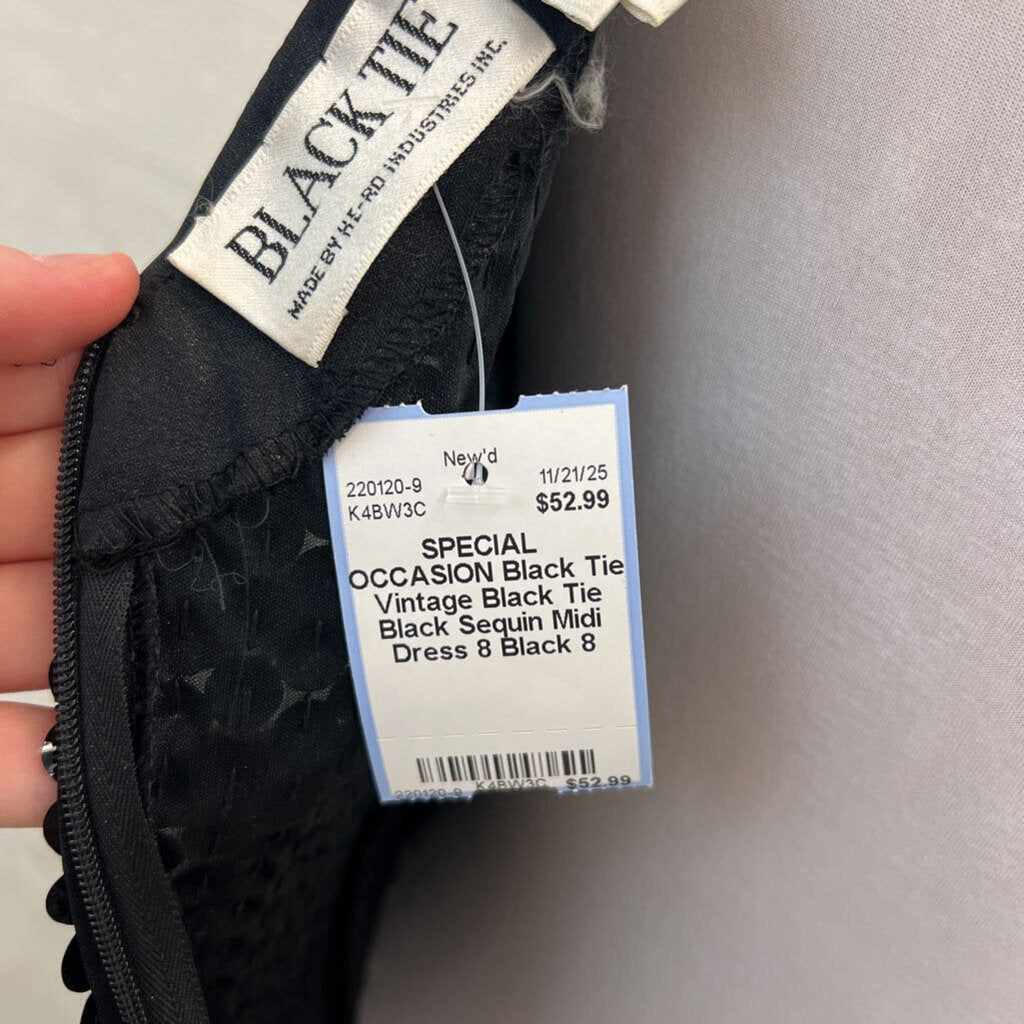 BLACK TIE
MADE BY HE-RO INDUSTRIES INC.
New'd
220120-9 11/21/25
K4BW3C $52.99
SPECIAL
OCCASION Black Tie
Vintage Black Tie
Black Sequin Midi
Dress 8 Black 8
220120-9 K4BW3C $52.99